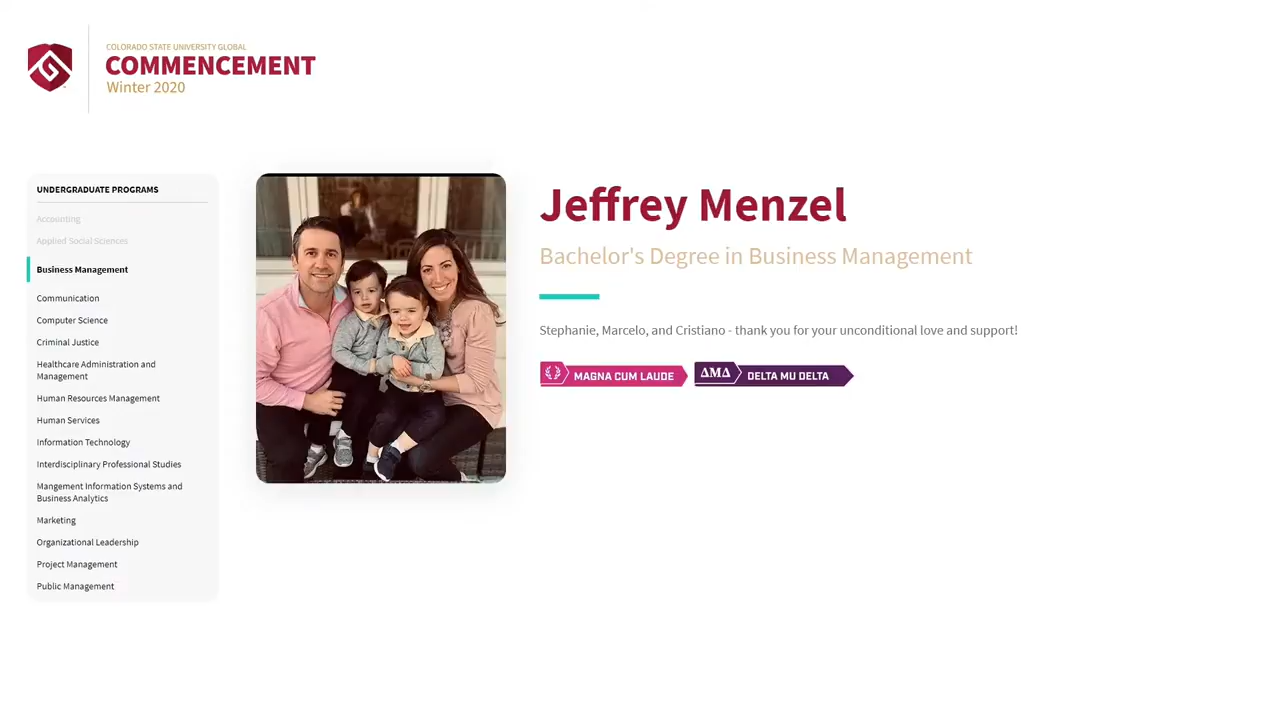 COLORADO STATE UNIVERSITY GLOBAL
COMMENCEMENT
Winter 2020
UNDERGRADUATE PROGRAMS
Accounting
Applied Social Sciences
Business Management
Communication
Computer Science
Criminal Justice
Healthcare Administration and
Management
Human Resources Management
Human Services
Information Technology
Interdisciplinary Professional Studies
Mangement Information Systems and
Business Analytics
Marketing
Organizational Leadership
Project Management
Public Management
Jeffrey Menzel
Bachelor's Degree in Business Management
Stephanie, Marcelo, and Cristiano - thank you for your unconditional love and support!
MAGNA CUM LAUDE
ΔΜΔ DELTA MU DELTA